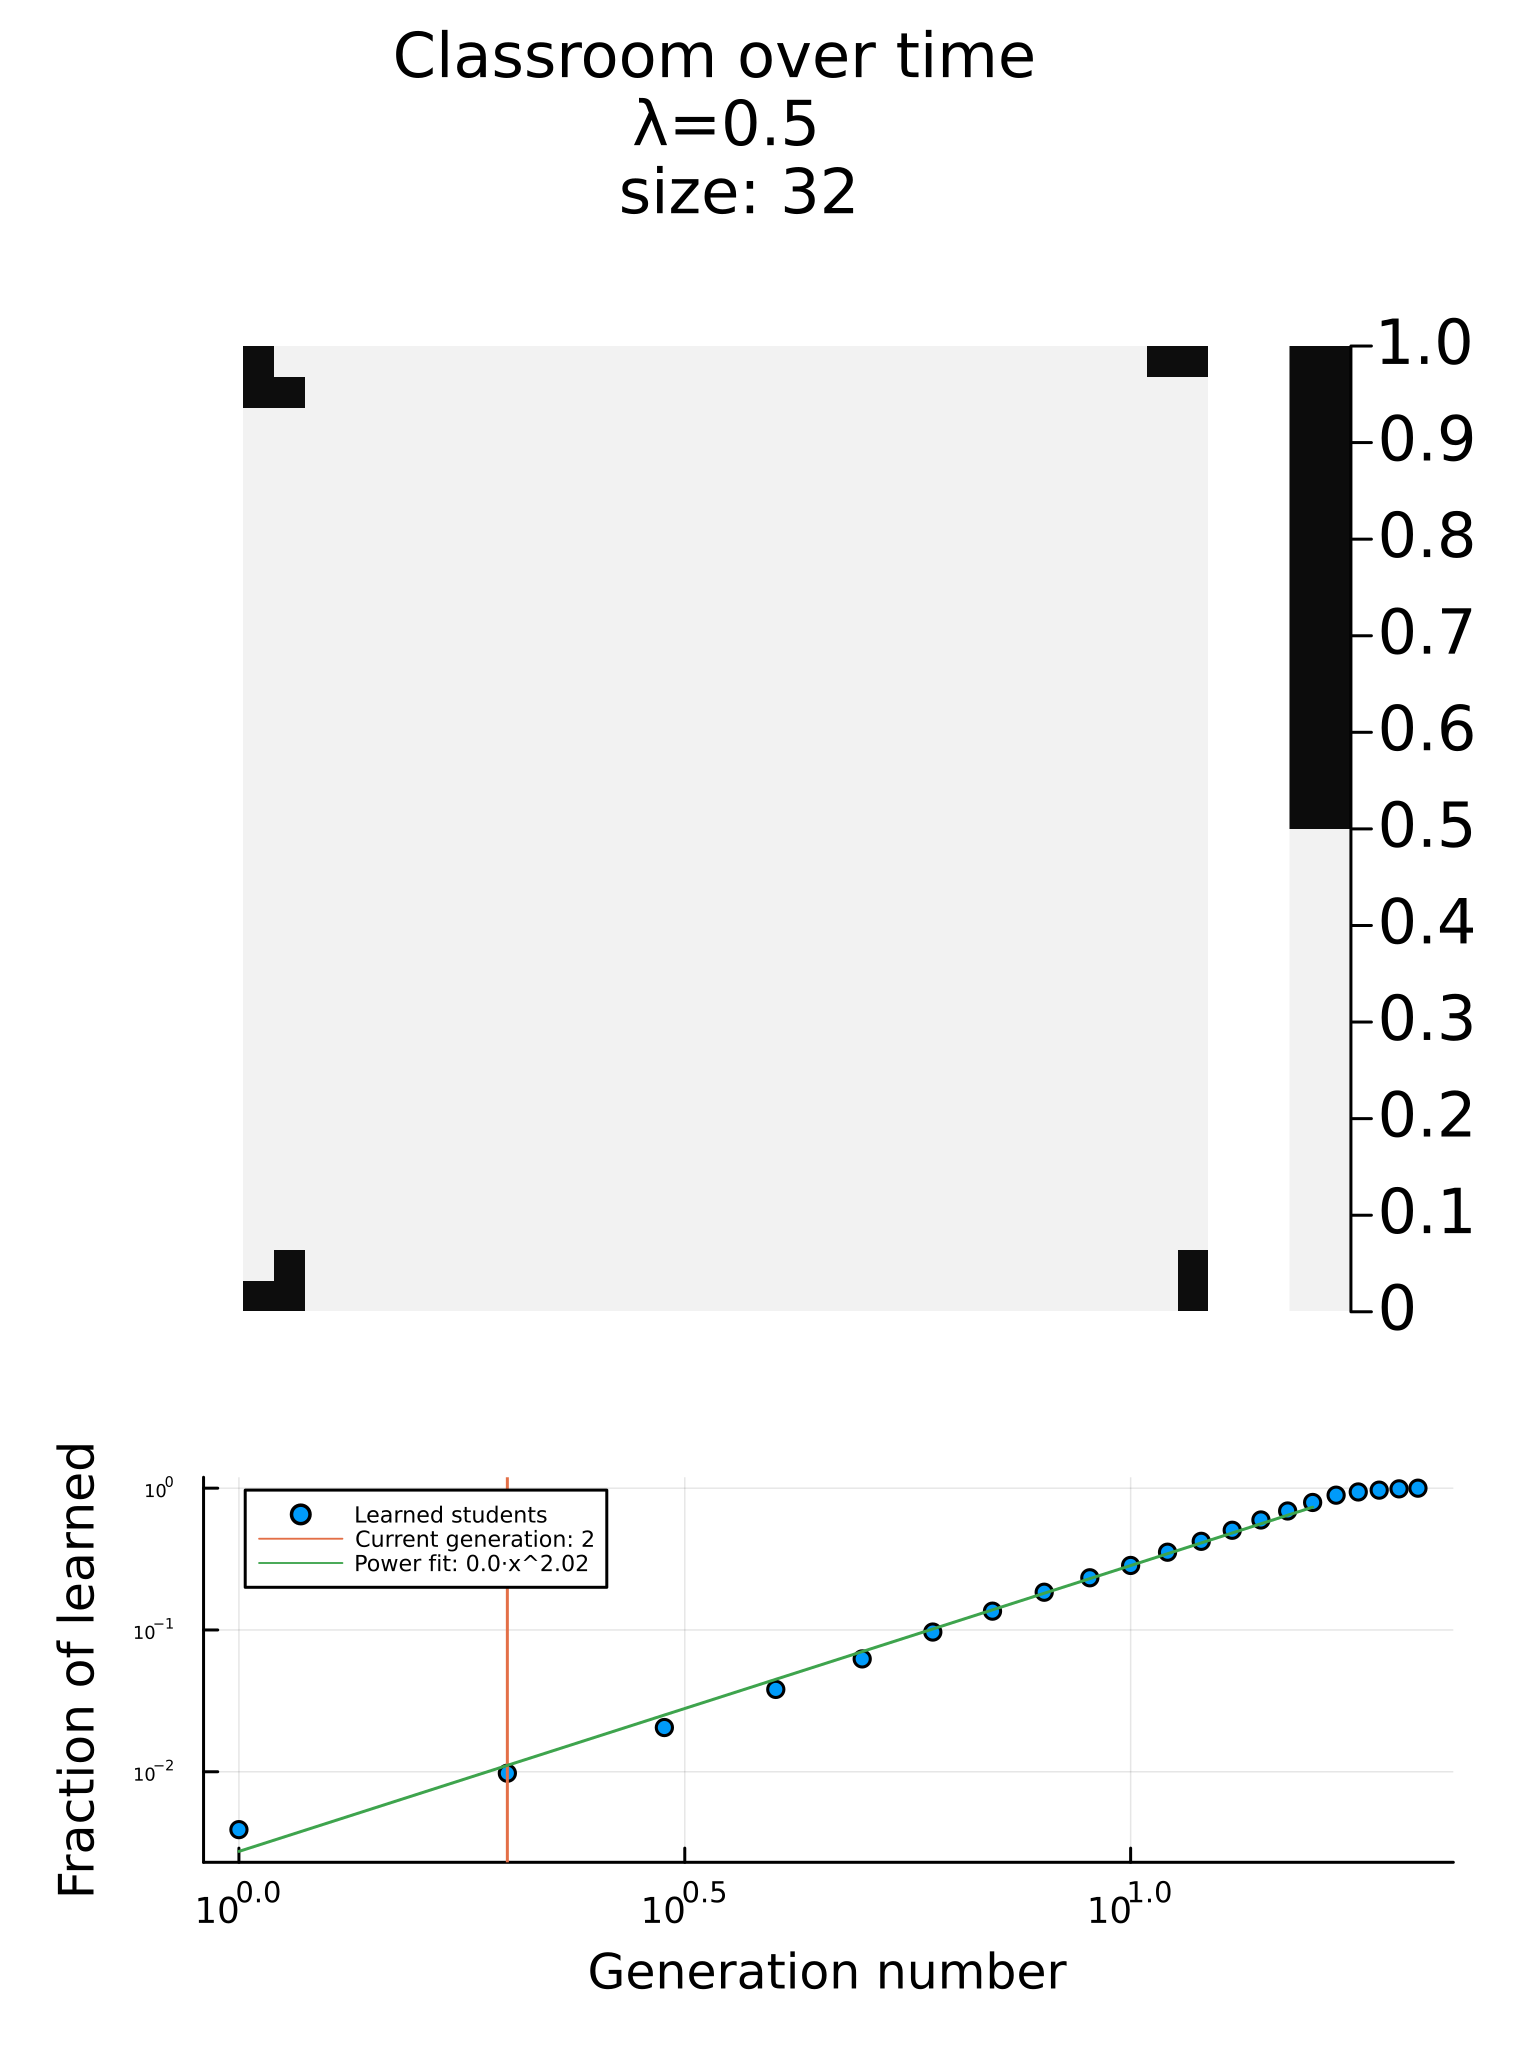 Classroom over time
λ=0.5
size: 32
1.0
0.9
0.8
0.7
0.6
0.5
0.4
0.3
0.2
0.1
0
Fraction of learned
10^0
10^−1
10^−2
Learned students
Current generation: 2
Power fit: 0.0·x^2.02
10^0.0
10^0.5
10^1.0
Generation number